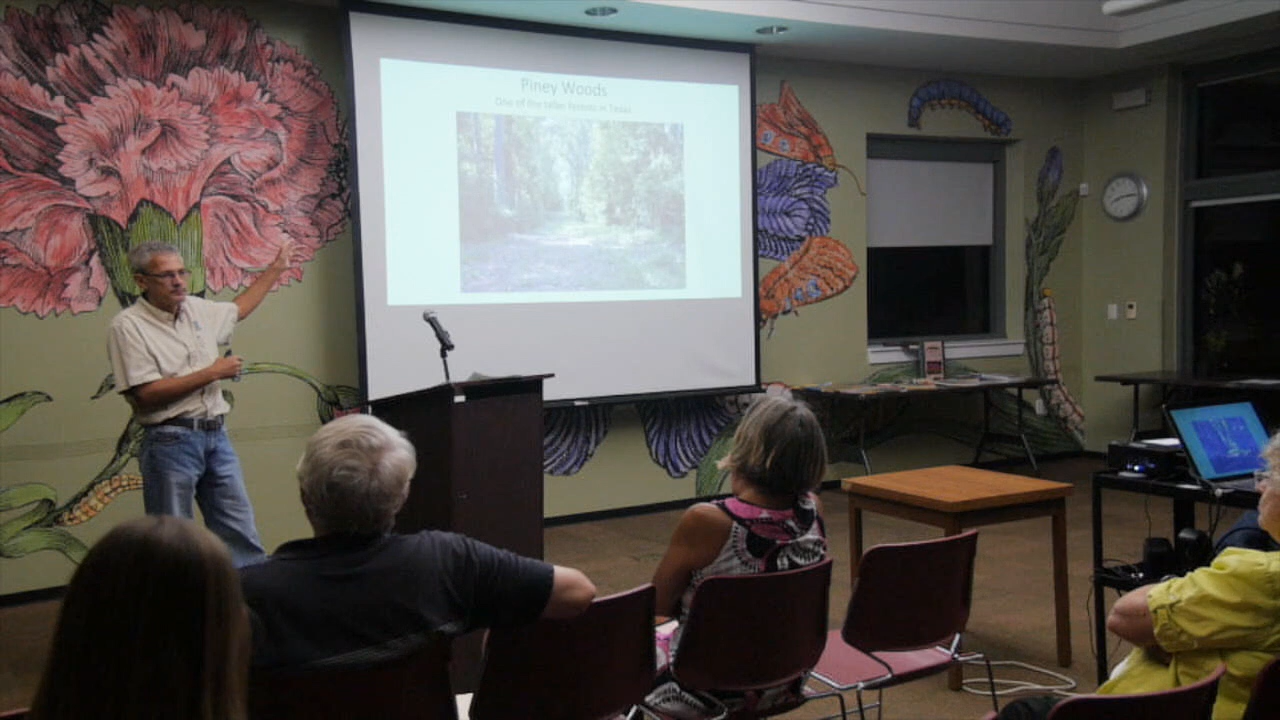 Piney Woods
One of the taller forests in Texas